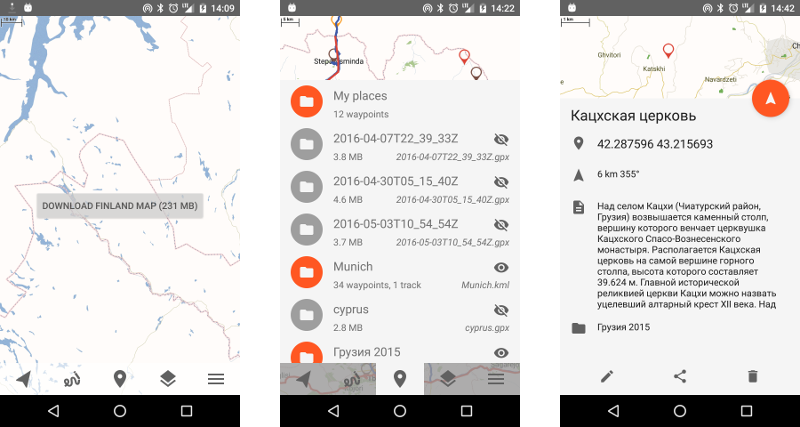 14:09
10 km
DOWNLOAD FINLAND MAP (231 MB)
14:22
5 km
Stepantsminda
My places
12 waypoints
2016-04-07T22_39_33Z
3.8 MB 2016-04-07T22_39_33Z.gpx
2016-04-30T05_15_40Z
4.6 MB 2016-04-30T05_15_40Z.gpx
2016-05-03T10_54_54Z
3.7 MB 2016-05-03T10_54_54Z.gpx
Munich
34 waypoints, 1 track Munich.kml
cyprus
2.8 MB cyprus.gpx
Грузия 2015
14:42
1 km
Ghvitori
Katskhi
Navardzeti
Ch
Кацхская церковь
42.287596 43.215693
6 km 355°
Над селом Кацхи (Чиатурский район,
Грузия) возвышается каменный столп,
вершину которого венчает церквушка
Кацхского Спасо-Вознесенского
монастыря. Располагается Кацхская
церковь на самой вершине горного
столпа, высота которого составляет
39.624 м. Главной исторической
реликвией церкви Кацхи можно назвать
уцелевший алтарный крест XII века. Над
Грузия 2015